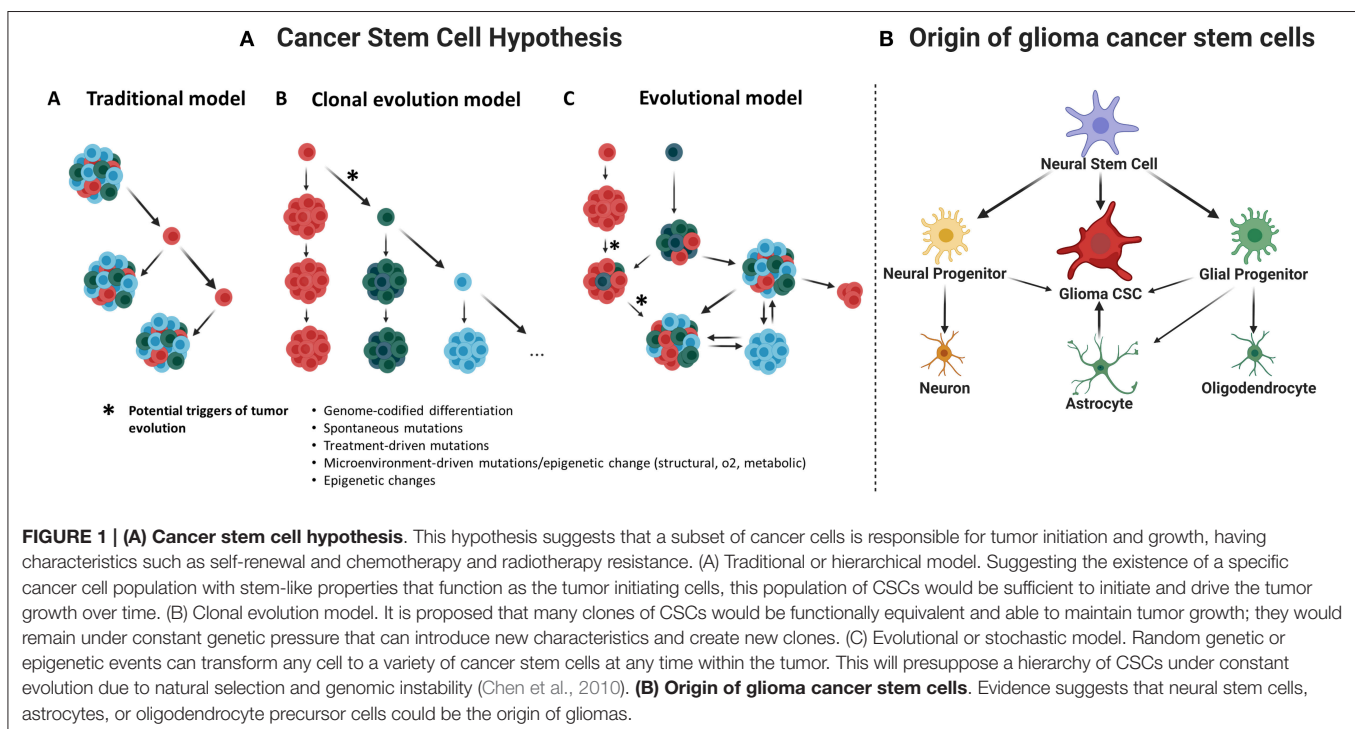 A Cancer Stem Cell Hypothesis
B Origin of glioma cancer stem cells
A Traditional model
B Clonal evolution model
C Evolutional model
*
*
*
...
* Potential triggers of tumor
evolution
• Genome-codified differentiation
• Spontaneous mutations
• Treatment-driven mutations
• Microenvironment-driven mutations/epigenetic change (structural, o2, metabolic)
• Epigenetic changes
Neural Stem Cell
Neural Progenitor
Glioma CSC
Glial Progenitor
Neuron
Astrocyte
Oligodendrocyte
FIGURE 1 | (A) Cancer stem cell hypothesis. This hypothesis suggests that a subset of cancer cells is responsible for tumor initiation and growth, having
characteristics such as self-renewal and chemotherapy and radiotherapy resistance. (A) Traditional or hierarchical model. Suggesting the existence of a specific
cancer cell population with stem-like properties that function as the tumor initiating cells, this population of CSCs would be sufficient to initiate and drive the tumor
growth over time. (B) Clonal evolution model. It is proposed that many clones of CSCs would be functionally equivalent and able to maintain tumor growth; they would
remain under constant genetic pressure that can introduce new characteristics and create new clones. (C) Evolutional or stochastic model. Random genetic or
epigenetic events can transform any cell to a variety of cancer stem cells at any time within the tumor. This will presuppose a hierarchy of CSCs under constant
evolution due to natural selection and genomic instability (Chen et al., 2010). (B) Origin of glioma cancer stem cells. Evidence suggests that neural stem cells,
astrocytes, or oligodendrocyte precursor cells could be the origin of gliomas.